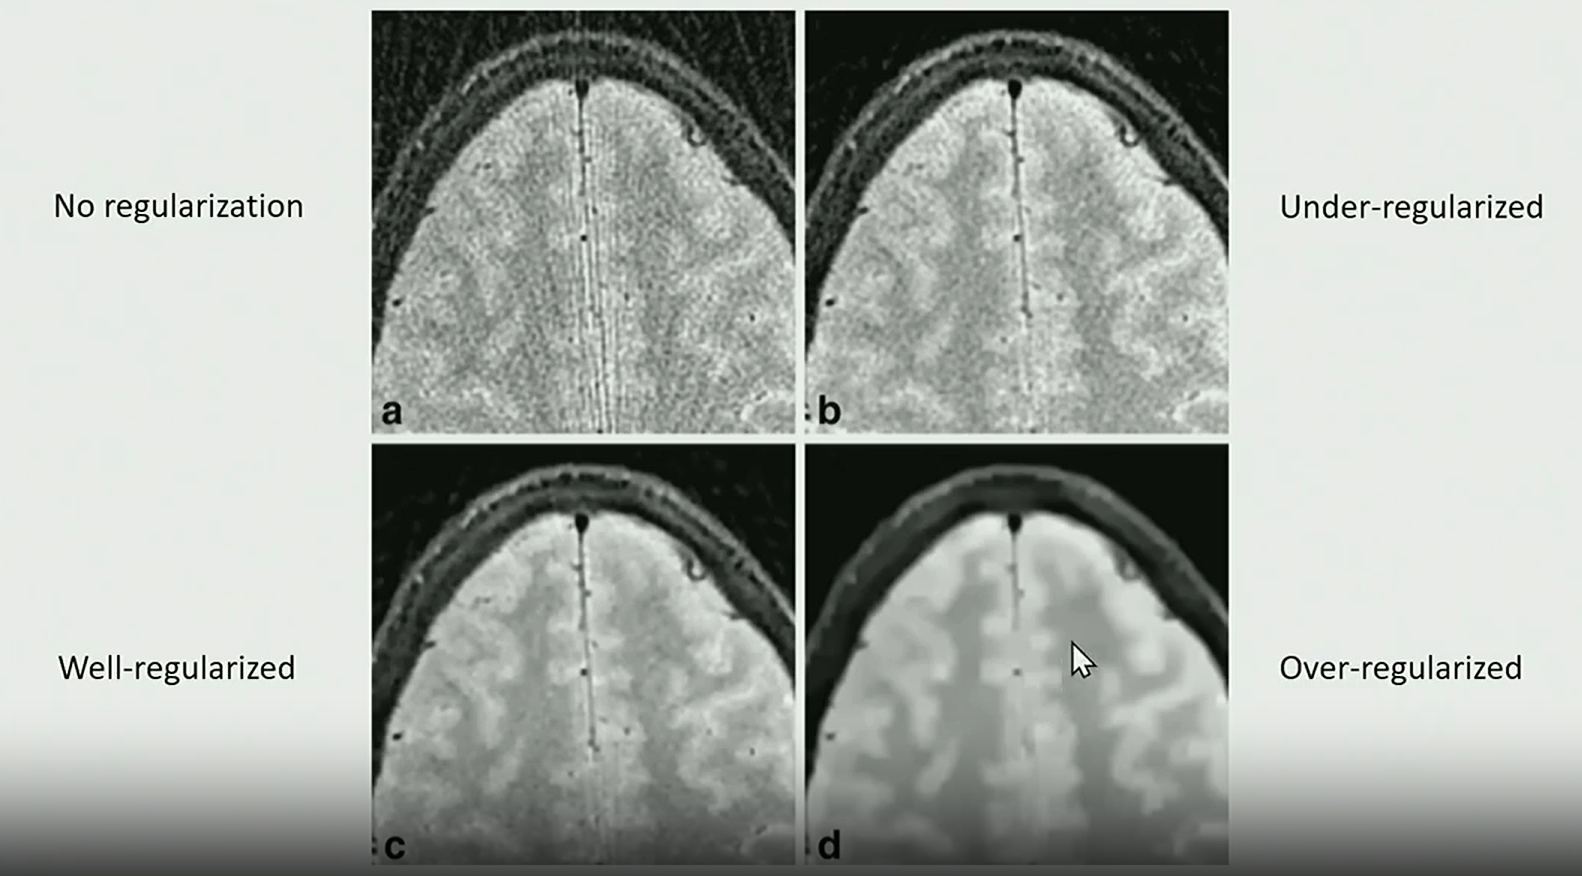 No regularization
Under-regularized
a
b
Well-regularized
Over-regularized
c
d